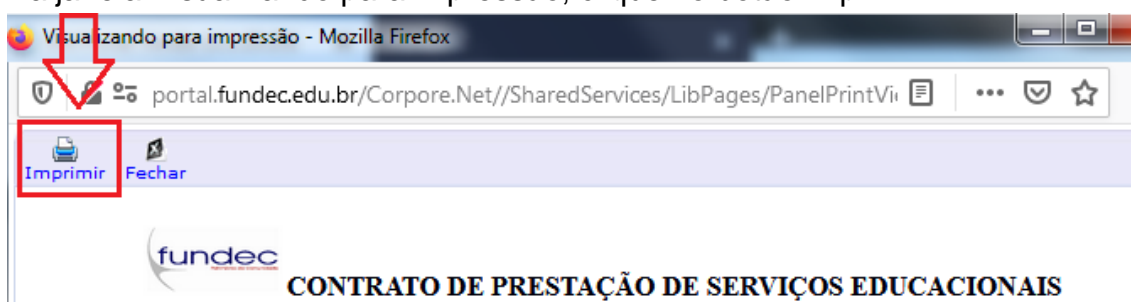 Visualizando para impressão - Mozilla Firefox
portal.fundec.edu.br/Corpore.Net//SharedServices/LibPages/PanelPrintVi
Imprimir Fechar
fundec
CONTRATO DE PRESTAÇÃO DE SERVIÇOS EDUCACIONAIS